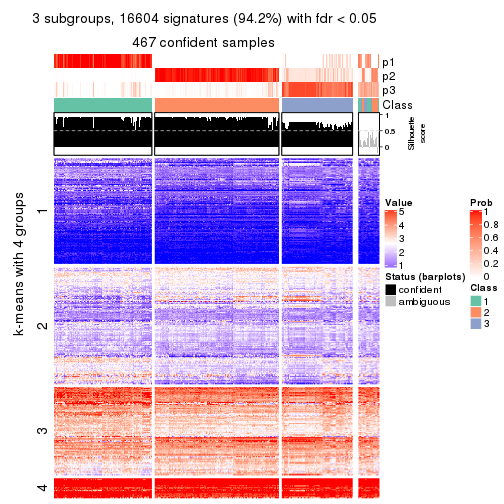 3 subgroups, 16604 signatures (94.2%) with fdr < 0.05
467 confident samples
p1
p2
p3
Class
1
0.5
0
Silhouette
score
k-means with 4 groups
1
2
3
4
Value
5
4
3
2
1
Status (barplots)
confident
ambiguous
Prob
1
0.8
0.6
0.4
0.2
0
Class
1
2
3